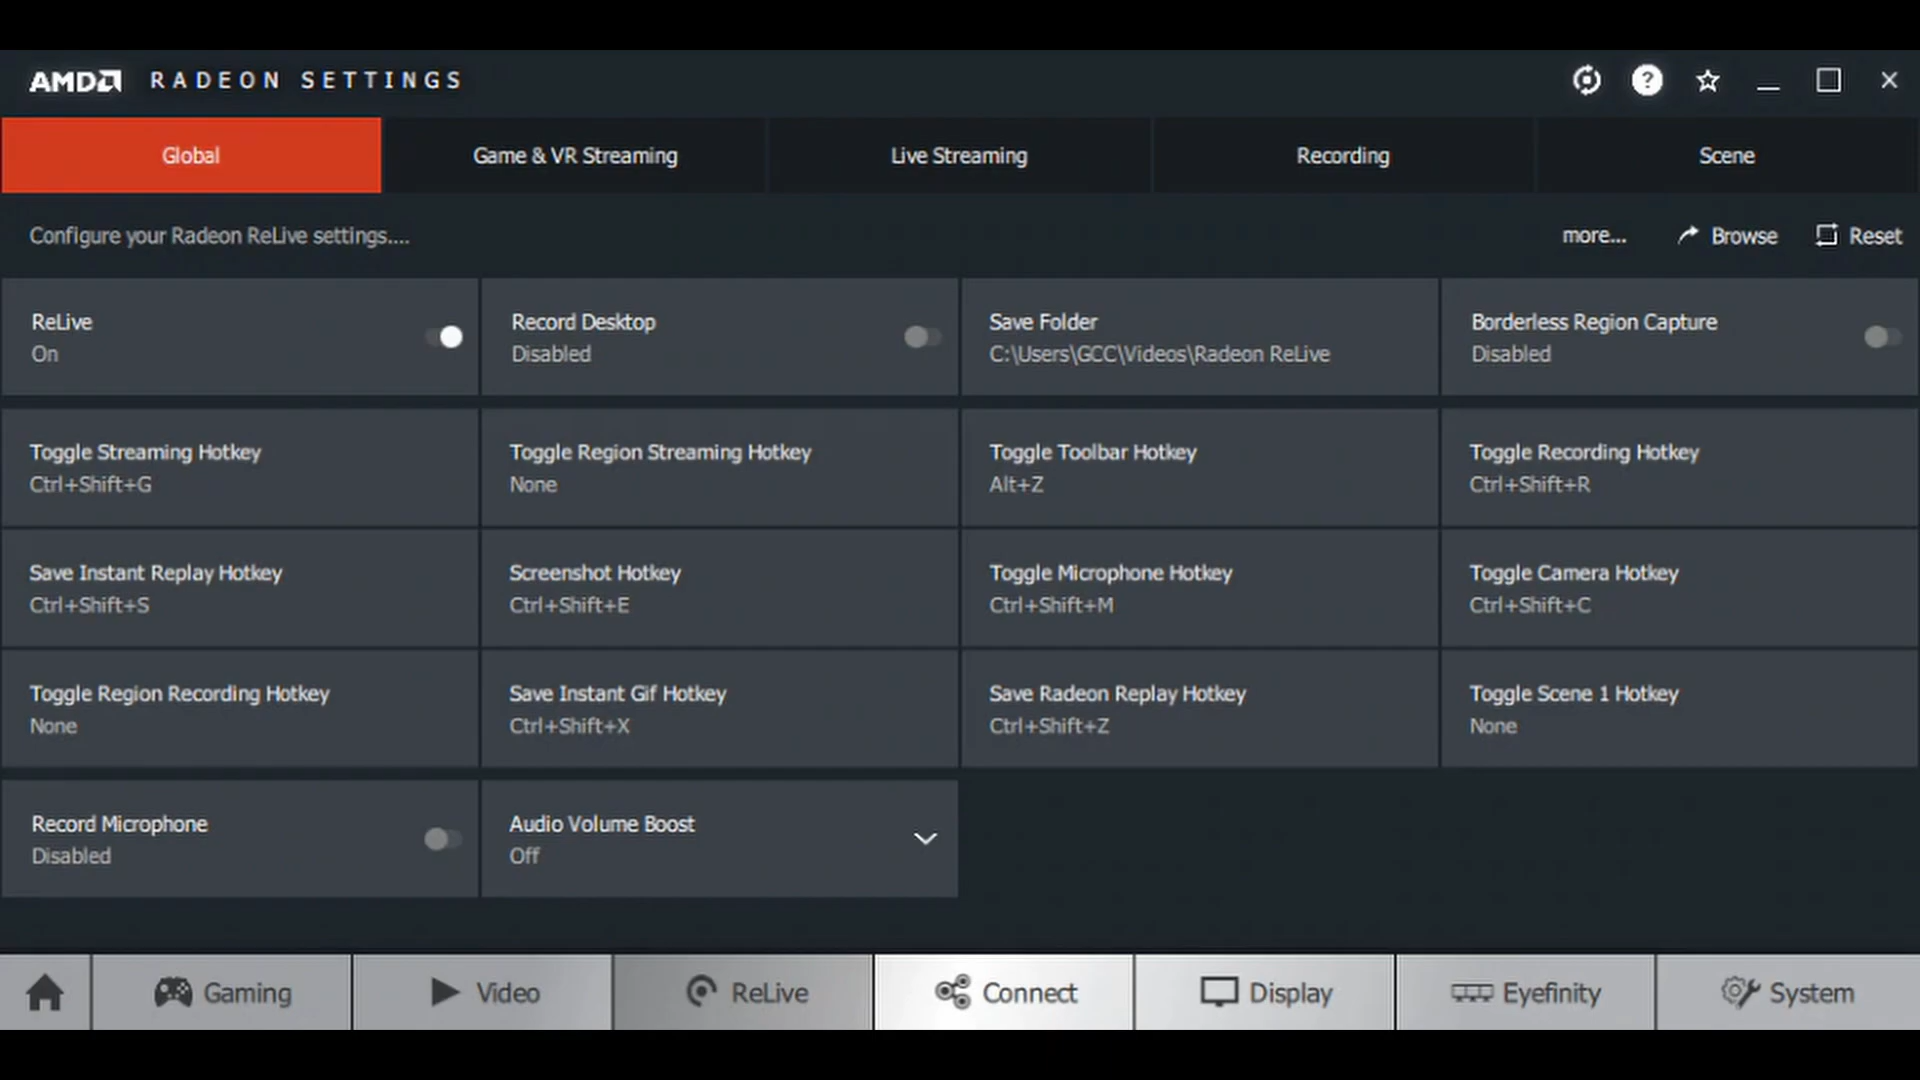 AMD RADEON SETTINGS
Global
Game & VR Streaming
Live Streaming
Recording
Scene
Configure your Radeon ReLive settings....
more...
Browse
Reset
ReLive
On
Record Desktop
Disabled
Save Folder
C:\Users\GCC\Videos\Radeon ReLive
Borderless Region Capture
Disabled
Toggle Streaming Hotkey
Ctrl+Shift+G
Toggle Region Streaming Hotkey
None
Toggle Toolbar Hotkey
Alt+Z
Toggle Recording Hotkey
Ctrl+Shift+R
Save Instant Replay Hotkey
Ctrl+Shift+S
Screenshot Hotkey
Ctrl+Shift+E
Toggle Microphone Hotkey
Ctrl+Shift+M
Toggle Camera Hotkey
Ctrl+Shift+C
Toggle Region Recording Hotkey
None
Save Instant Gif Hotkey
Ctrl+Shift+X
Save Radeon Replay Hotkey
Ctrl+Shift+Z
Toggle Scene 1 Hotkey
None
Record Microphone
Disabled
Audio Volume Boost
Off
Gaming
Video
ReLive
Connect
Display
Eyefinity
System